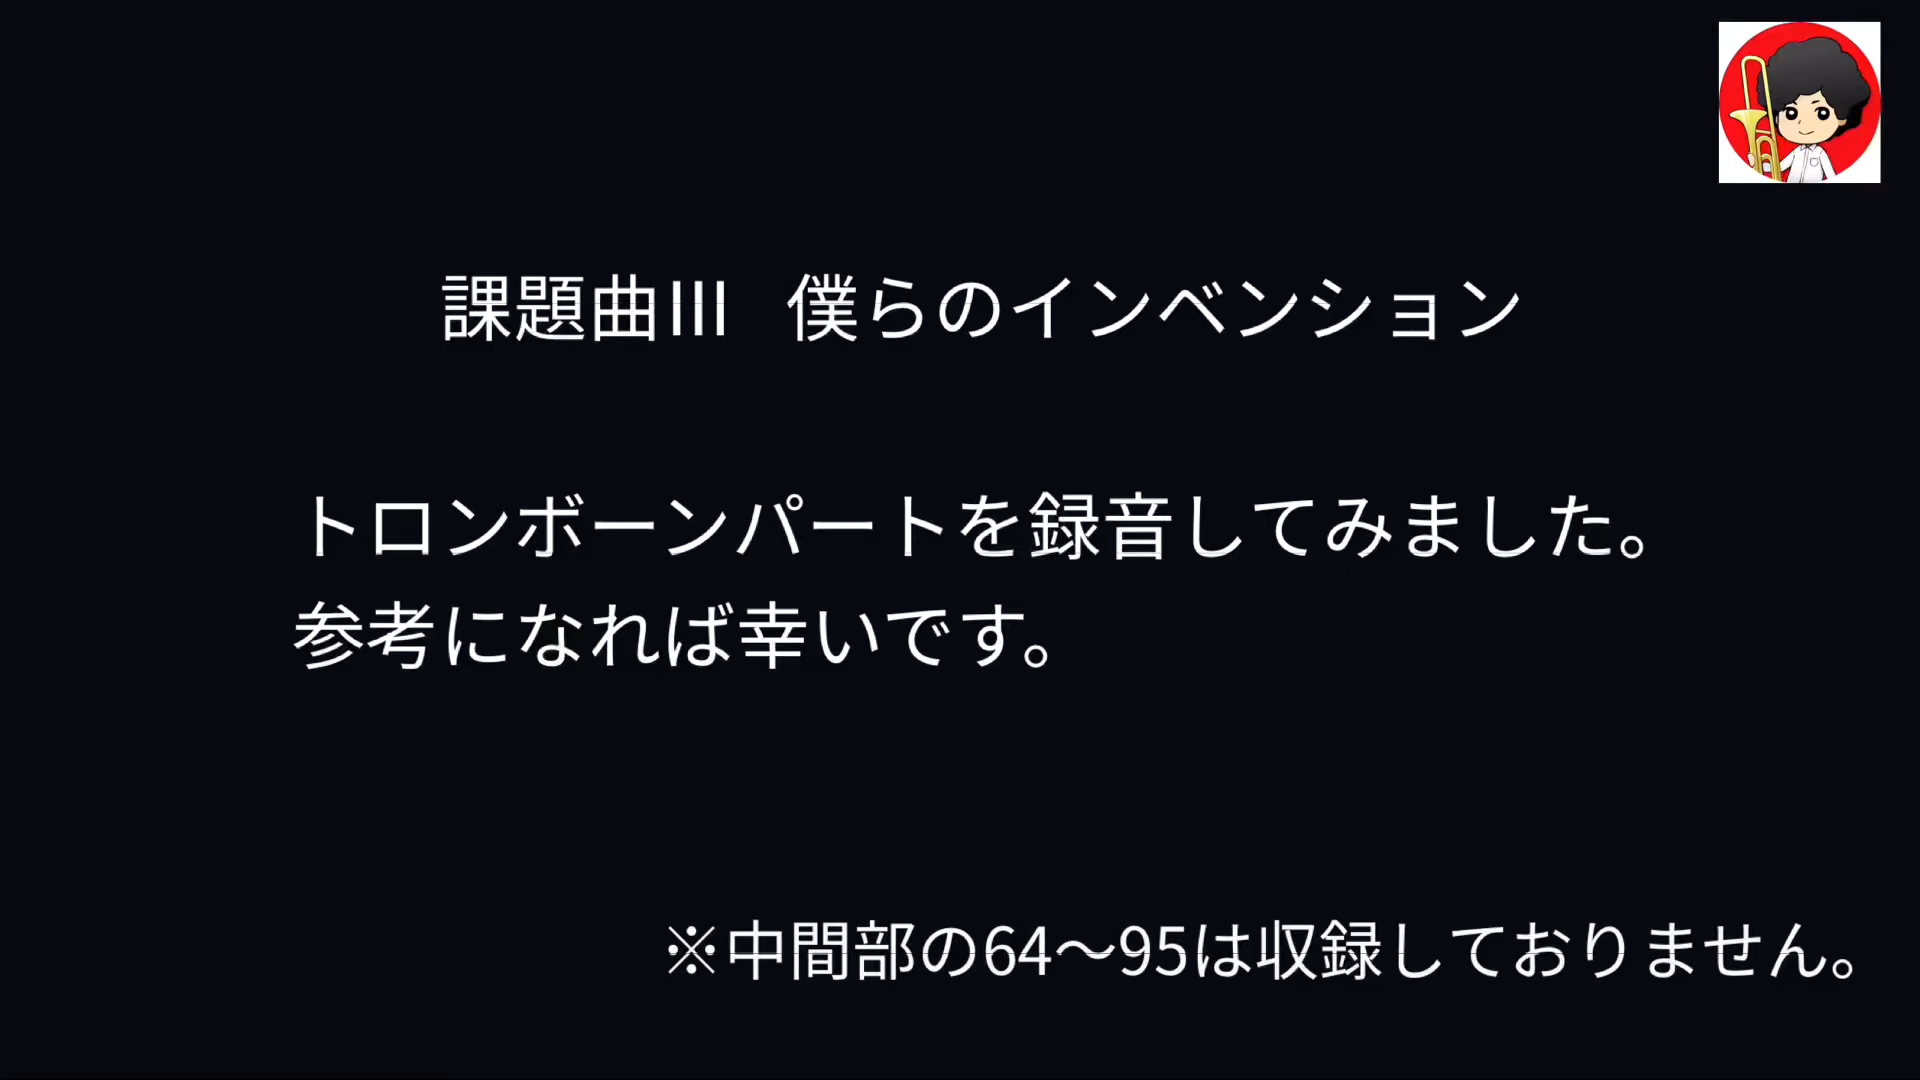 課題曲Ⅲ 僕らのインベンション
トロンボーンパートを録音してみました。
参考になれば幸いです。
※中間部の64〜95は収録しておりません。